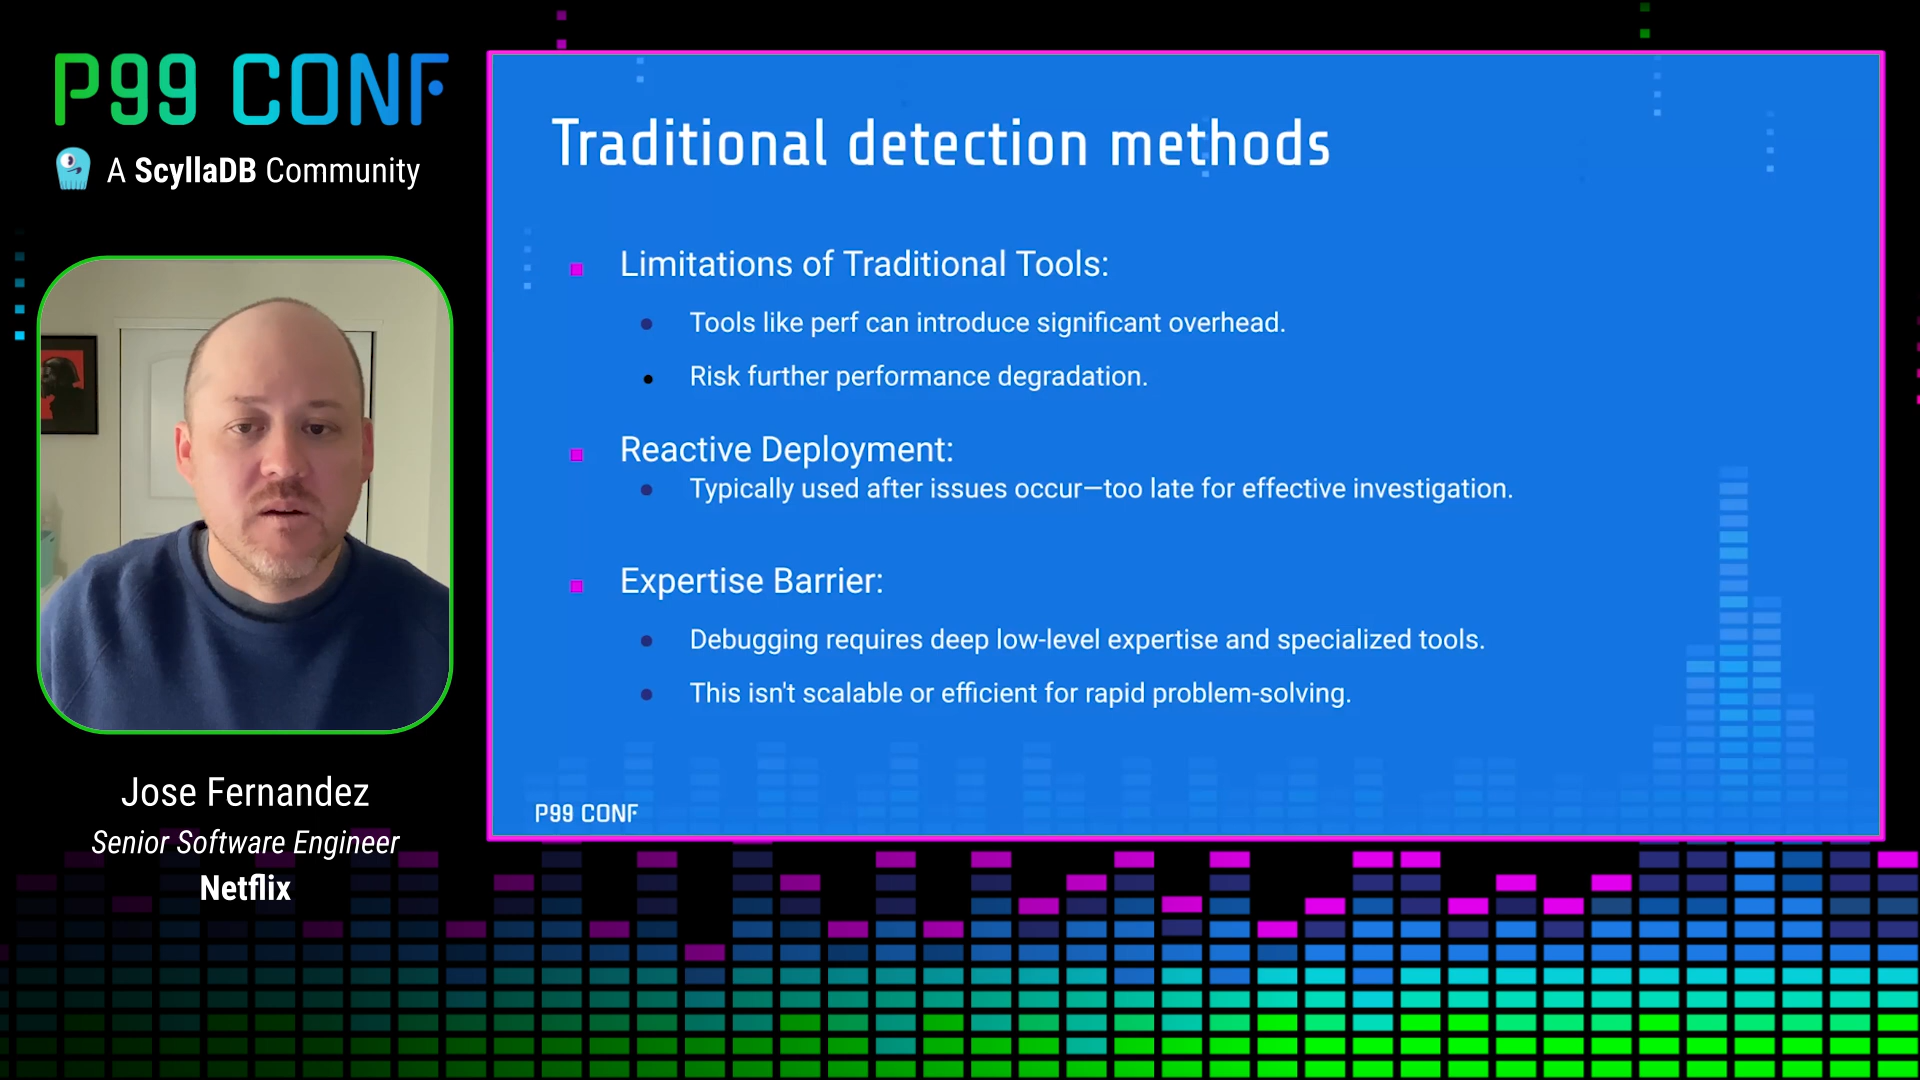 P99 CONF
A ScyllaDB Community
Jose Fernandez
Senior Software Engineer
Netflix
Traditional detection methods
Limitations of Traditional Tools:
Tools like perf can introduce significant overhead.
Risk further performance degradation.
Reactive Deployment:
Typically used after issues occur—too late for effective investigation.
Expertise Barrier:
Debugging requires deep low-level expertise and specialized tools.
This isn't scalable or efficient for rapid problem-solving.
P99 CONF